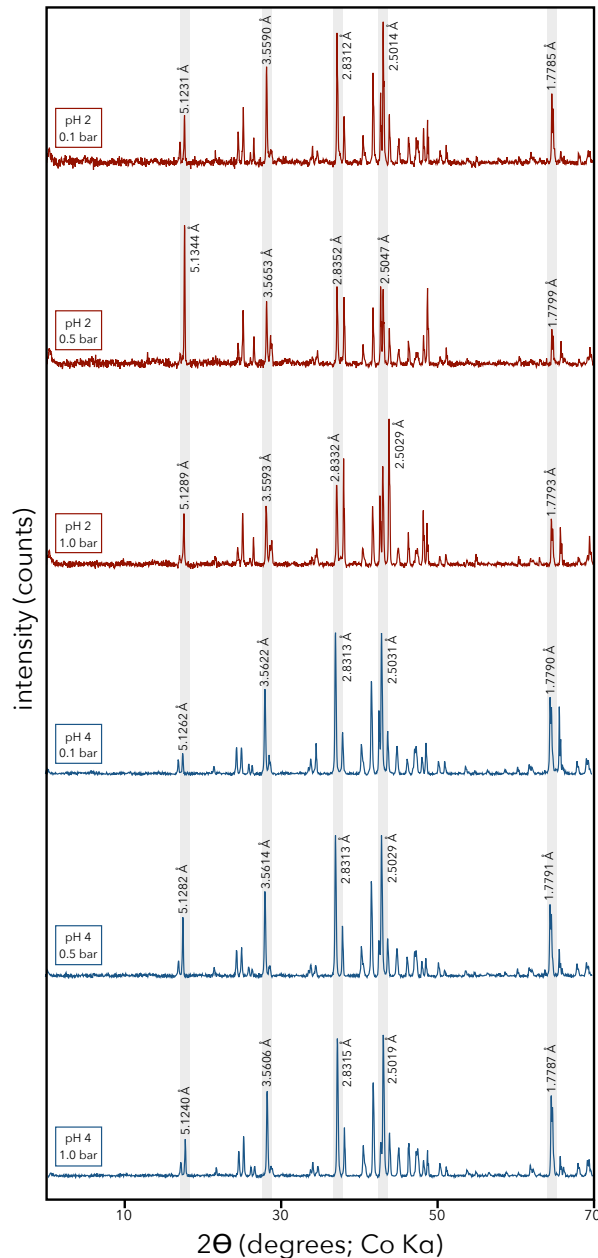 5.1231 Å
3.5590 Å
2.8312 Å
2.5014 Å
1.7785 Å
pH 2
0.1 bar
5.1344 Å
3.5653 Å
2.8352 Å
2.5047 Å
1.7799 Å
pH 2
0.5 bar
5.1289 Å
3.5593 Å
2.8332 Å
2.5029 Å
1.7793 Å
pH 2
1.0 bar
intensity (counts)
5.1262 Å
3.5622 Å
2.8313 Å
2.5031 Å
1.7790 Å
pH 4
0.1 bar
5.1282 Å
3.5614 Å
2.8313 Å
2.5029 Å
1.7791 Å
pH 4
0.5 bar
5.1240 Å
3.5606 Å
2.8315 Å
2.5019 Å
1.7787 Å
pH 4
1.0 bar
10
30
50
70
2Θ (degrees; Co Ka)